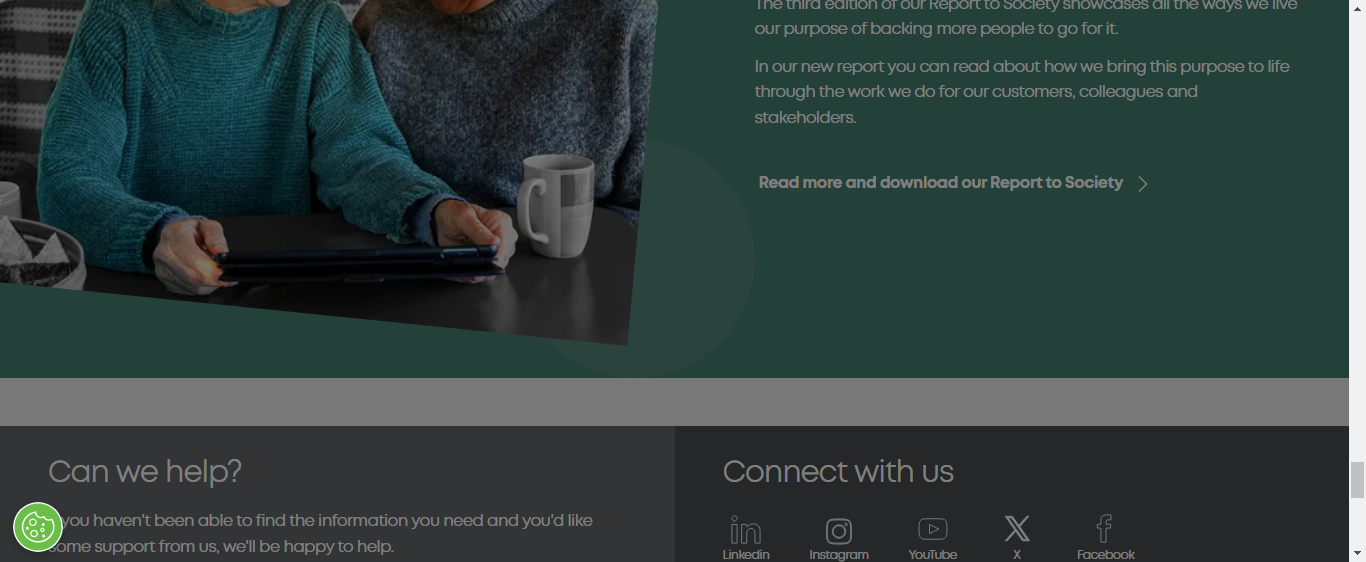 The third edition of our Report to Society showcases all the ways we live
our purpose of backing more people to go for it.
In our new report you can read about how we bring this purpose to life
through the work we do for our customers, colleagues and
stakeholders.
Read more and download our Report to Society
Can we help?
you haven't been able to find the information you need and you'd like
some support from us, we'll be happy to help.
Connect with us
Linkedin Instagram YouTube X Facebook